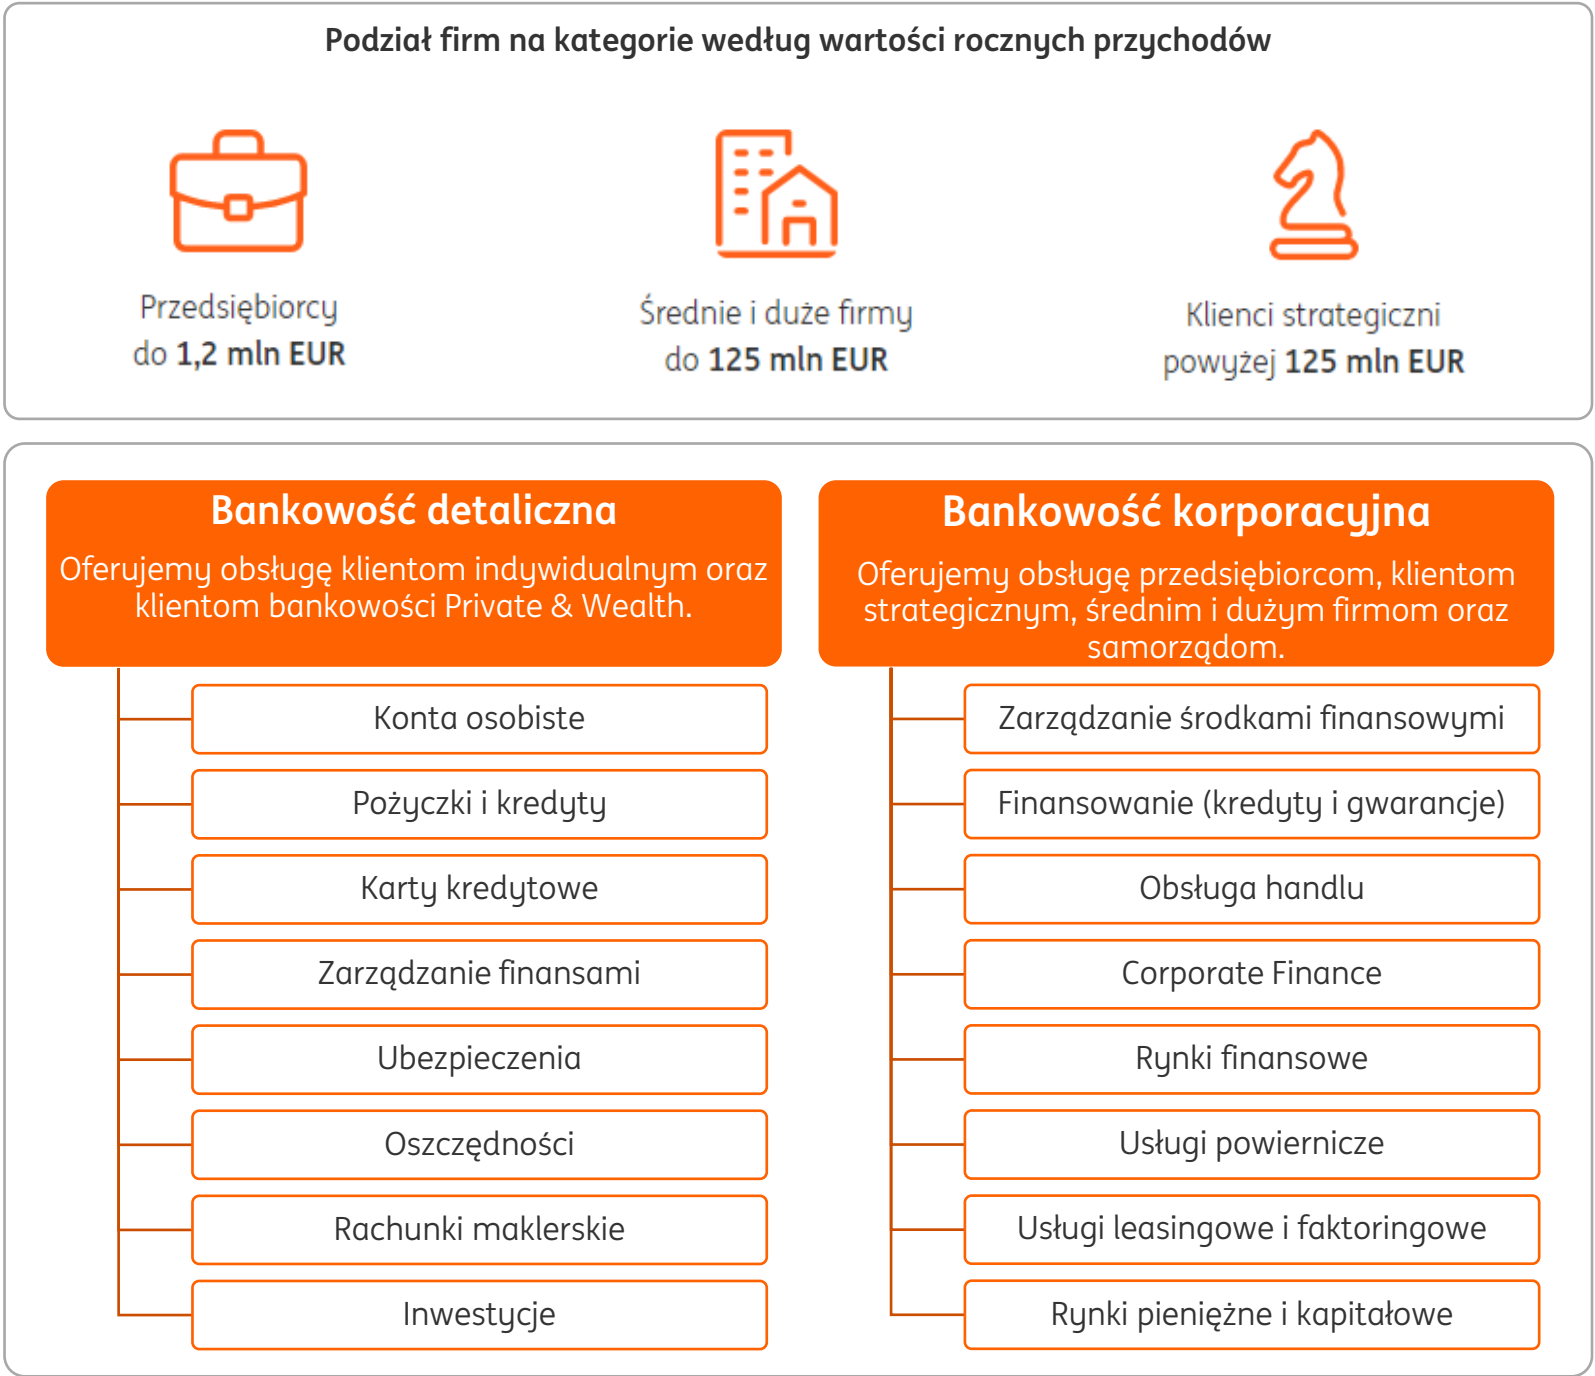 Podział firm na kategorie według wartości rocznych przychodów
Przedsiębiorcy
do 1,2 mln EUR
Średnie i duże firmy
do 125 mln EUR
Klienci strategiczni
powyżej 125 mln EUR
Bankowość detaliczna
Oferujemy obsługę klientom indywidualnym oraz
klientom bankowości Private & Wealth.
Konta osobiste
Pożyczki i kredyty
Karty kredytowe
Zarządzanie finansami
Ubezpieczenia
Oszczędności
Rachunki maklerskie
Inwestycje
Bankowość korporacyjna
Oferujemy obsługę przedsiębiorcom, klientom
strategicznym, średnim i dużym firmom oraz
samorządom.
Zarządzanie środkami finansowymi
Finansowanie (kredyty i gwarancje)
Obsługa handlu
Corporate Finance
Rynki finansowe
Usługi powiernicze
Usługi leasingowe i faktoringowe
Rynki pieniężne i kapitałowe